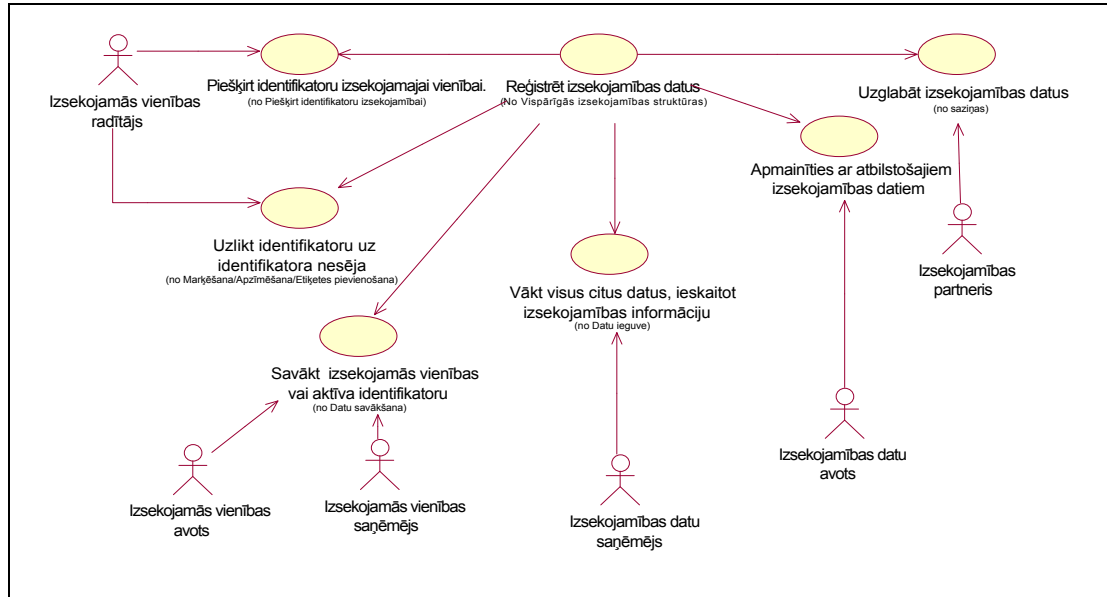 Izsekojamās vienības
radītājs
Piešķirt identifikatoru izsekojamajai vienībai.
(no Piešķirt identifikatoru izsekojamībai)
Reģistrēt izsekojamības datus
(No Vispārīgās izsekojamības struktūras)
Uzglabāt izsekojamības datus
(no saziņas)
Apmainīties ar atbilstošajiem
izsekojamības datiem
Uzlikt identifikatoru uz
identifikatora nesēja
(no Marķēšana/Apzīmēšana/Etiķetes pievienošana)
Vākt visus citus datus, ieskaitot
izsekojamības informāciju
(no Datu ieguve)
Izsekojamības
partneris
Savākt izsekojamās vienības
vai aktīva identifikatoru
(no Datu savākšana)
Izsekojamās vienības
avots
Izsekojamās vienības
saņēmējs
Izsekojamības datu
saņēmējs
Izsekojamības datu
avots